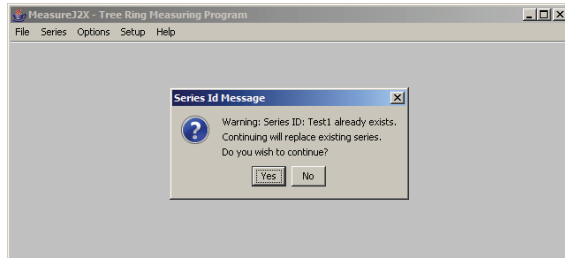 MeasureJ2X - Tree Ring Measuring Program
File Series Options Setup Help
Series Id Message
Warning: Series ID: Test1 already exists.
Continuing will replace existing series.
Do you wish to continue?
Yes No